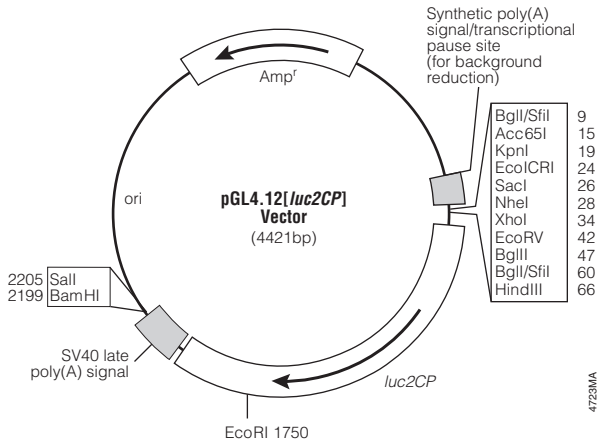 Synthetic poly(A)
signal/transcriptional
pause site
(for background
reduction)
Ampʳ
BglI/SfiI 9
Acc65I 15
KpnI 19
EcoICRI 24
SacI 26
NheI 28
XhoI 34
EcoRV 42
BglII 47
BglI/SfiI 60
HindIII 66
ori
pGL4.12[luc2CP]
Vector
(4421bp)
2205 SalI
2199 BamHI
SV40 late
poly(A) signal
luc2CP
EcoRI 1750
4723MA